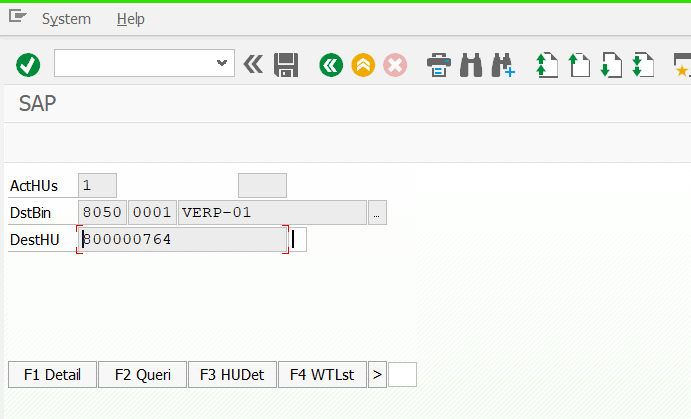 System Help
SAP
ActHUs 1
DstBin 8050 0001 VERP-01 …
DestHU 800000764
F1 Detail F2 Queri F3 HUDet F4 WTLst >